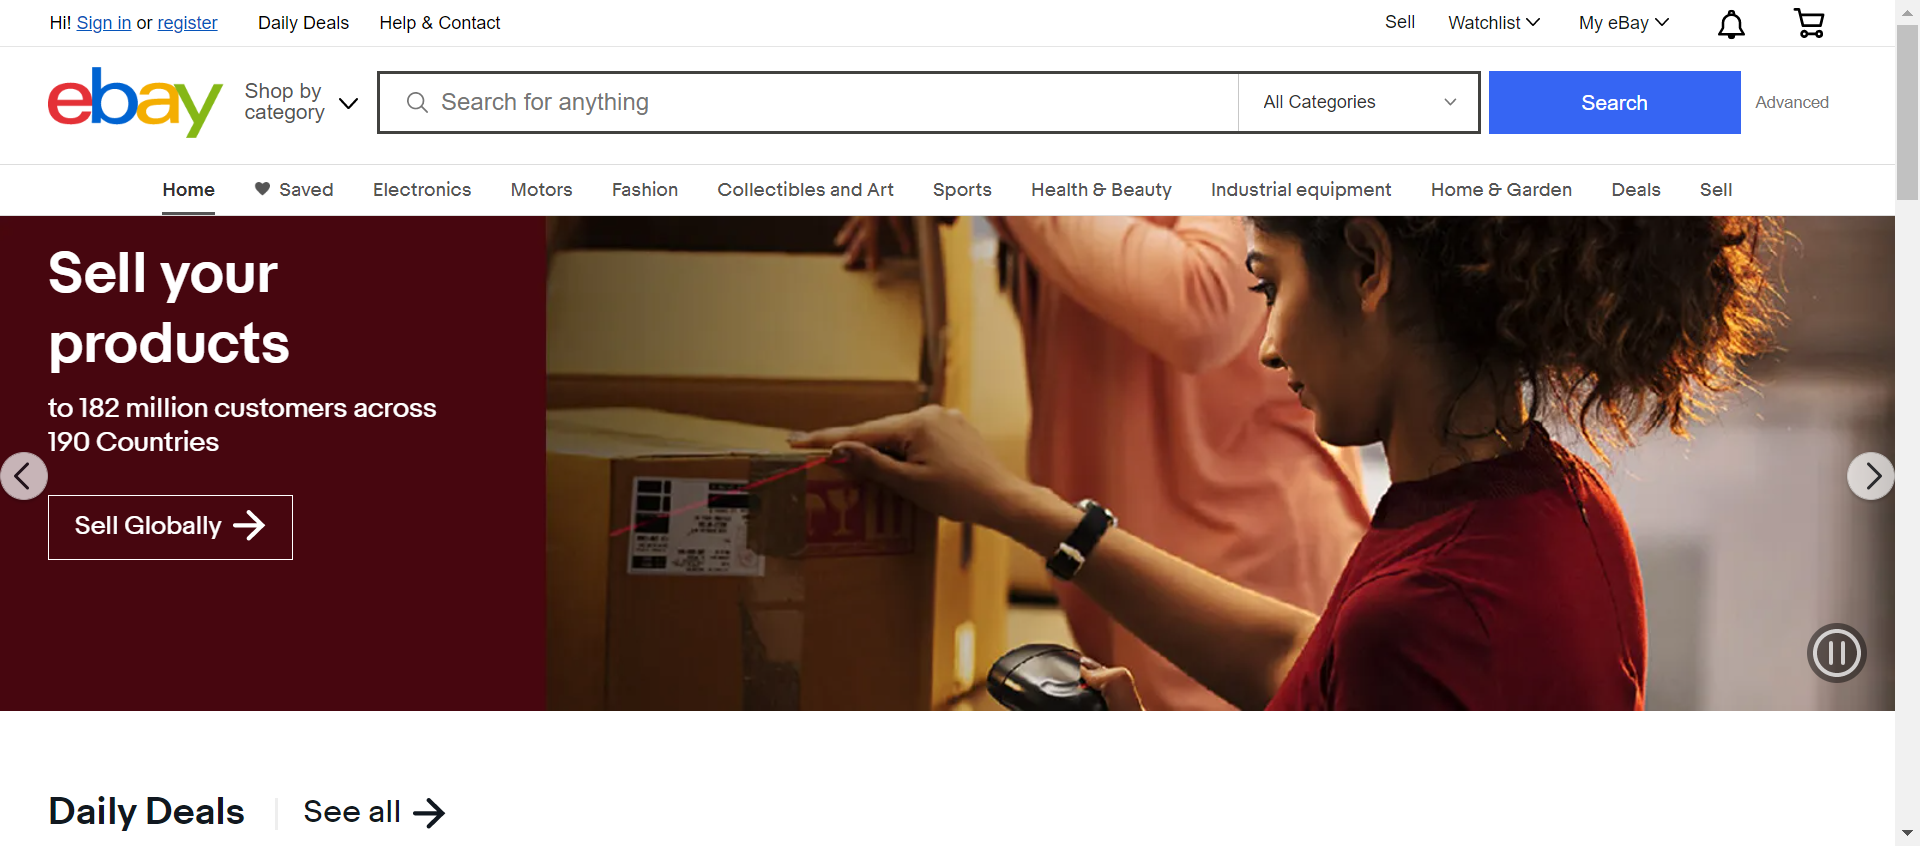 Hi! Sign in or register
Daily Deals
Help & Contact
Sell
Watchlist
My eBay
ebay
Shop by
category
Search for anything
All Categories
Search
Advanced
Home
Saved
Electronics
Motors
Fashion
Collectibles and Art
Sports
Health & Beauty
Industrial equipment
Home & Garden
Deals
Sell
Sell your
products
to 182 million customers across
190 Countries
Sell Globally
Daily Deals
See all